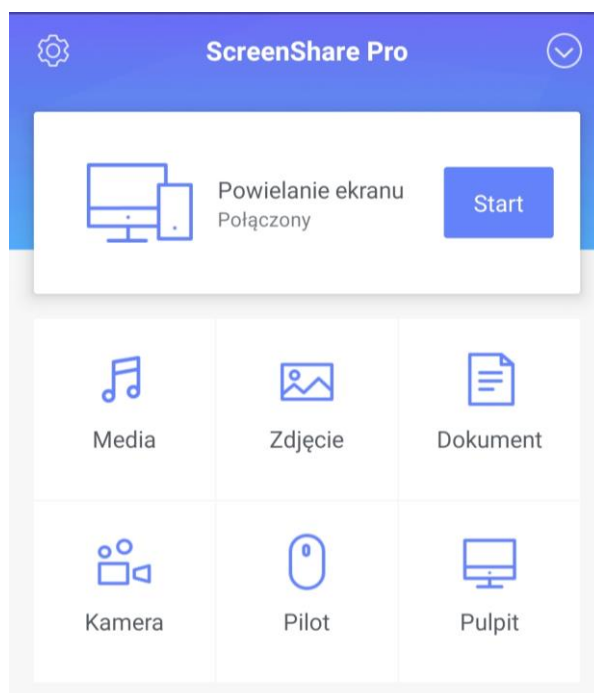 ScreenShare Pro
Powielanie ekranu
Połączony
Start
Media
Zdjęcie
Dokument
Kamera
Pilot
Pulpit